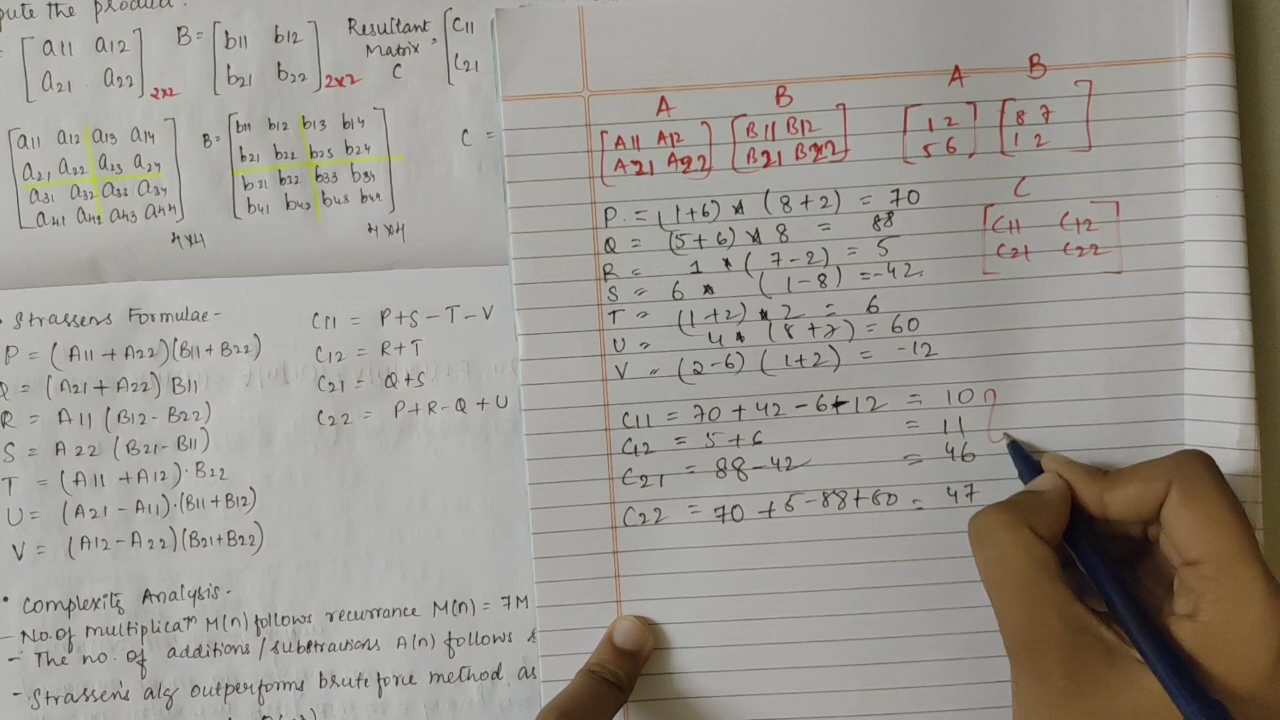 pute the product.
[a11 a12
a21 a22] 2x2 B = [b11 b12
b21 b22] 2x2 Resultant Matrix C = [C11
C21
[a11 a12 a13 a14
a21 a22 a23 a24
a31 a32 a33 a34
a41 a42 a43 a44] 4x4
B = [b11 b12 b13 b14
b21 b22 b23 b24
b31 b32 b33 b34
b41 b42 b43 b44] 4x4
C =
Strassens Formulae -
P = (A11 + A22)(B11 + B22)
Q = (A21 + A22) B11
R = A11 (B12 - B22)
S = A22 (B21 - B11)
T = (A11 + A12) · B22
U = (A21 - A11) · (B11 + B12)
V = (A12 - A22)(B21 + B22)
C11 = P+S-T-V
C12 = R+T
C21 = Q+S
C22 = P+R-Q+U
• Complexity Analysis -
- No. of multiplicatn M(n) follows recurrance M(n) = 7M
- The no. of additions/substractions A(n) follows
- Strassen's alg outperforms brute force method as
A B
[A11 A12
A21 A22] [B11 B12
B21 B22]
A B
[1 2
5 6] [8 7
1 2]
P = (1+6) * (8+2) = 70
Q = (5+6) * 8 = 88
R = 1 * (7-2) = 5
S = 6 * (1-8) = -42
T = (1+2) * 2 = 6
U = 4 * (8+7) = 60
V = (2-6) (1+2) = -12
C
[C11 C12
C21 C22]
C11 = 70+42-6+12 = 10
C12 = 5+6 = 11
C21 = 88-42 = 46
C22 = 70+5-88+60 = 47